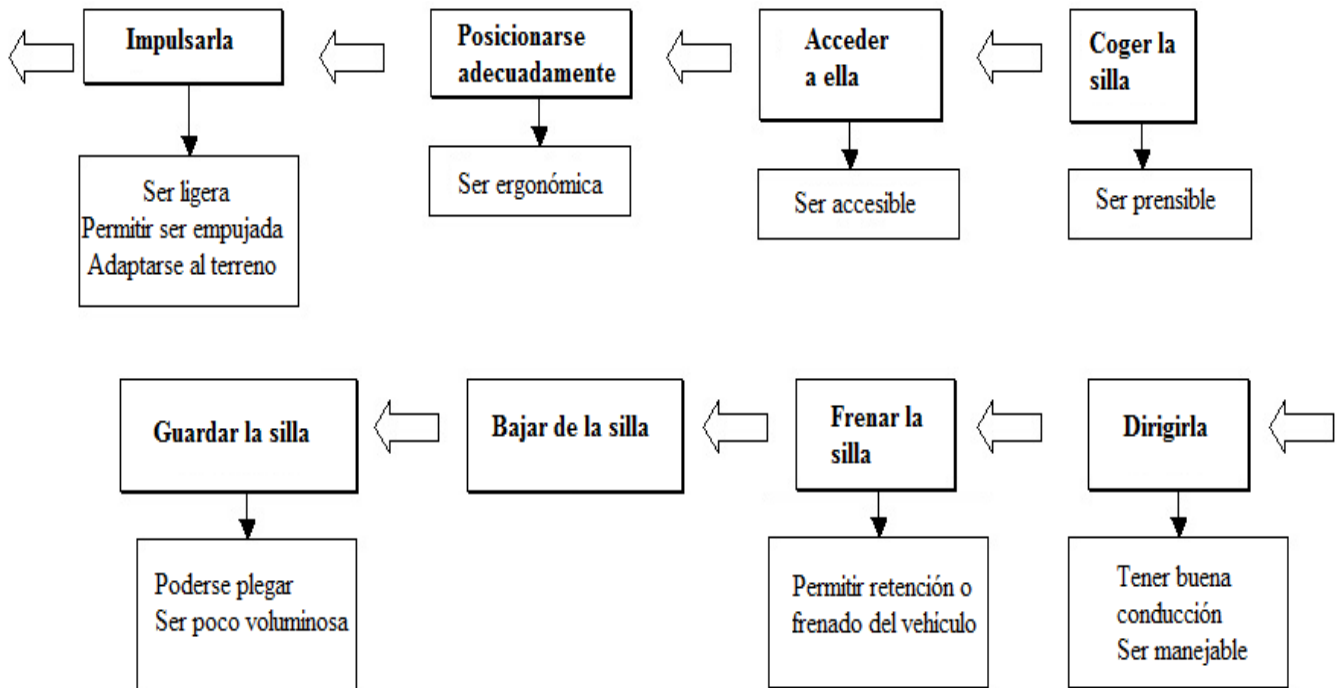 Impulsarla
Posicionarse
adecuadamente
Acceder
a ella
Coger la
silla
Ser ligera
Permitir ser empujada
Adaptarse al terreno
Ser ergonómica
Ser accesible
Ser prensible
Guardar la silla
Bajar de la silla
Frenar la
silla
Dirigirla
Poderse plegar
Ser poco voluminosa
Permitir retención o
frenado del vehículo
Tener buena
conducción
Ser manejable